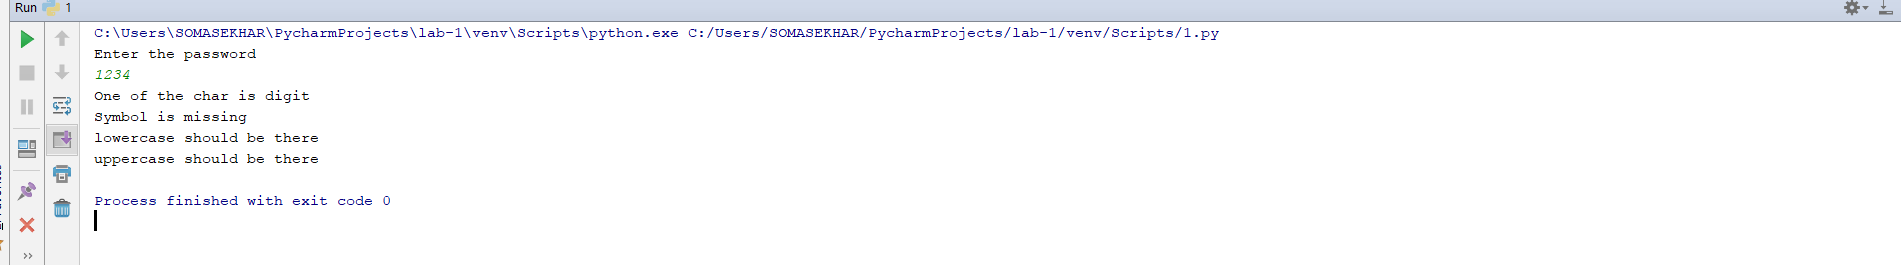 Run 1
C:\Users\SOMASEKHAR\PycharmProjects\lab-1\venv\Scripts\python.exe C:/Users/SOMASEKHAR/PycharmProjects/lab-1/venv/Scripts/1.py
Enter the password
1234
One of the char is digit
Symbol is missing
lowercase should be there
uppercase should be there
Process finished with exit code 0